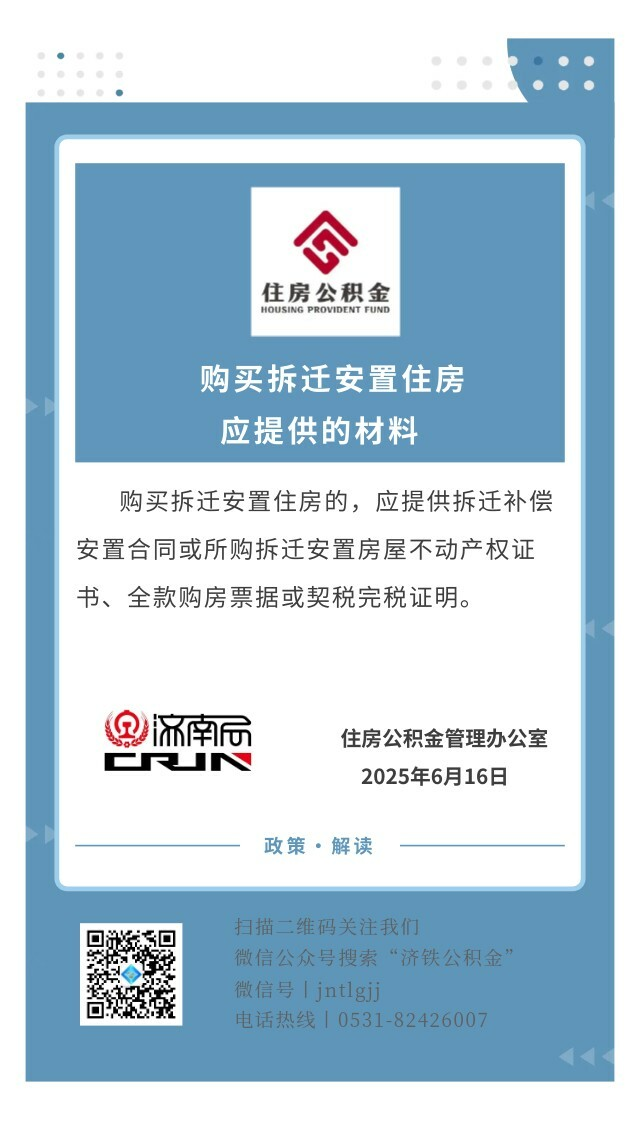 住房公积金
HOUSING PROVIDENT FUND
购买拆迁安置住房
应提供的材料
购买拆迁安置住房的，应提供拆迁补偿
安置合同或所购拆迁安置房屋不动产权证
书、全款购房票据或契税完税证明。
济南局
CRJN
住房公积金管理办公室
2025年6月16日
政策·解读
扫描二维码关注我们
微信公众号搜索“济铁公积金”
微信号丨jntlgjj
电话热线丨0531-82426007